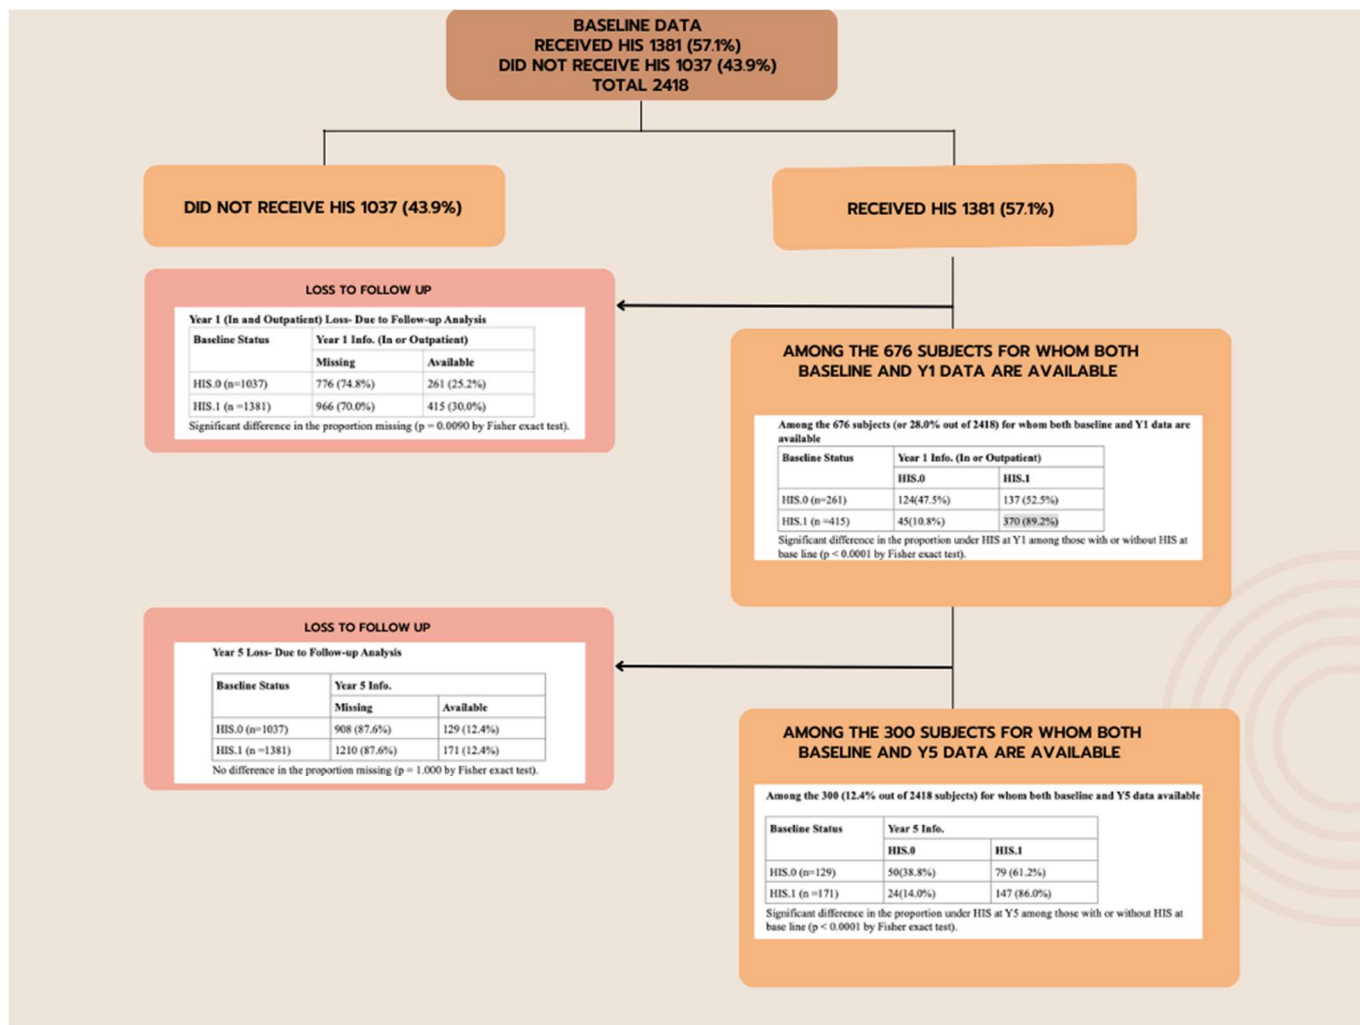 BASELINE DATA
RECEIVED HIS 1381 (57.1%)
DID NOT RECEIVE HIS 1037 (43.9%)
TOTAL 2418
DID NOT RECEIVE HIS 1037 (43.9%)
RECEIVED HIS 1381 (57.1%)
LOSS TO FOLLOW UP
Year 1 (In and Outpatient) Loss- Due to Follow-up Analysis
Baseline Status Year 1 Info. (In or Outpatient)
Missing Available
HIS.0 (n=1037) 776 (74.8%) 261 (25.2%)
HIS.1 (n =1381) 966 (70.0%) 415 (30.0%)
Significant difference in the proportion missing (p = 0.0090 by Fisher exact test).
AMONG THE 676 SUBJECTS FOR WHOM BOTH
BASELINE AND Y1 DATA ARE AVAILABLE
Among the 676 subjects (or 28.0% out of 2418) for whom both baseline and Y1 data are
available
Baseline Status Year 1 Info. (In or Outpatient)
HIS.0 HIS.1
HIS.0 (n=261) 124(47.5%) 137 (52.5%)
HIS.1 (n =415) 45(10.8%) 370 (89.2%)
Significant difference in the proportion under HIS at Y1 among those with or without HIS at
base line (p < 0.0001 by Fisher exact test).
LOSS TO FOLLOW UP
Year 5 Loss- Due to Follow-up Analysis
Baseline Status Year 5 Info.
Missing Available
HIS.0 (n=1037) 908 (87.6%) 129 (12.4%)
HIS.1 (n =1381) 1210 (87.6%) 171 (12.4%)
No difference in the proportion missing (p = 1.000 by Fisher exact test).
AMONG THE 300 SUBJECTS FOR WHOM BOTH
BASELINE AND Y5 DATA ARE AVAILABLE
Among the 300 (12.4% out of 2418 subjects) for whom both baseline and Y5 data available
Baseline Status Year 5 Info.
HIS.0 HIS.1
HIS.0 (n=129) 50(38.8%) 79 (61.2%)
HIS.1 (n =171) 24(14.0%) 147 (86.0%)
Significant difference in the proportion under HIS at Y5 among those with or without HIS at
base line (p < 0.0001 by Fisher exact test).